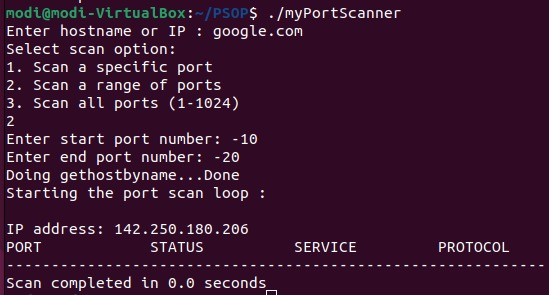 modi@modi-VirtualBox:~/PSOP$ ./myPortScanner
Enter hostname or IP : google.com
Select scan option:
1. Scan a specific port
2. Scan a range of ports
3. Scan all ports (1-1024)
2
Enter start port number: -10
Enter end port number: -20
Doing gethostbyname...Done
Starting the port scan loop :
IP address: 142.250.180.206
PORT            STATUS          SERVICE         PROTOCOL
------------------------------------------------------------
Scan completed in 0.0 seconds